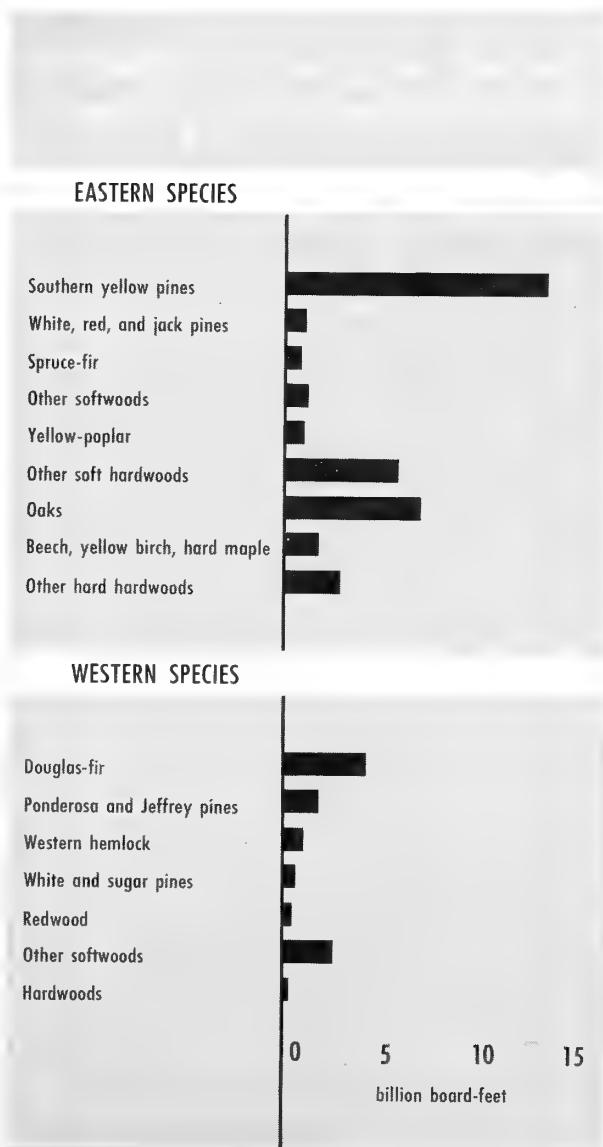 EASTERN SPECIES
Southern yellow pines
White, red, and jack pines
Spruce-fir
Other softwoods
Yellow-poplar
Other soft hardwoods
Oaks
Beech, yellow birch, hard maple
Other hard hardwoods
WESTERN SPECIES
Douglas-fir
Ponderosa and Jeffrey pines
Western hemlock
White and sugar pines
Redwood
Other softwoods
Hardwoods
0 5 10 15
billion board-feet